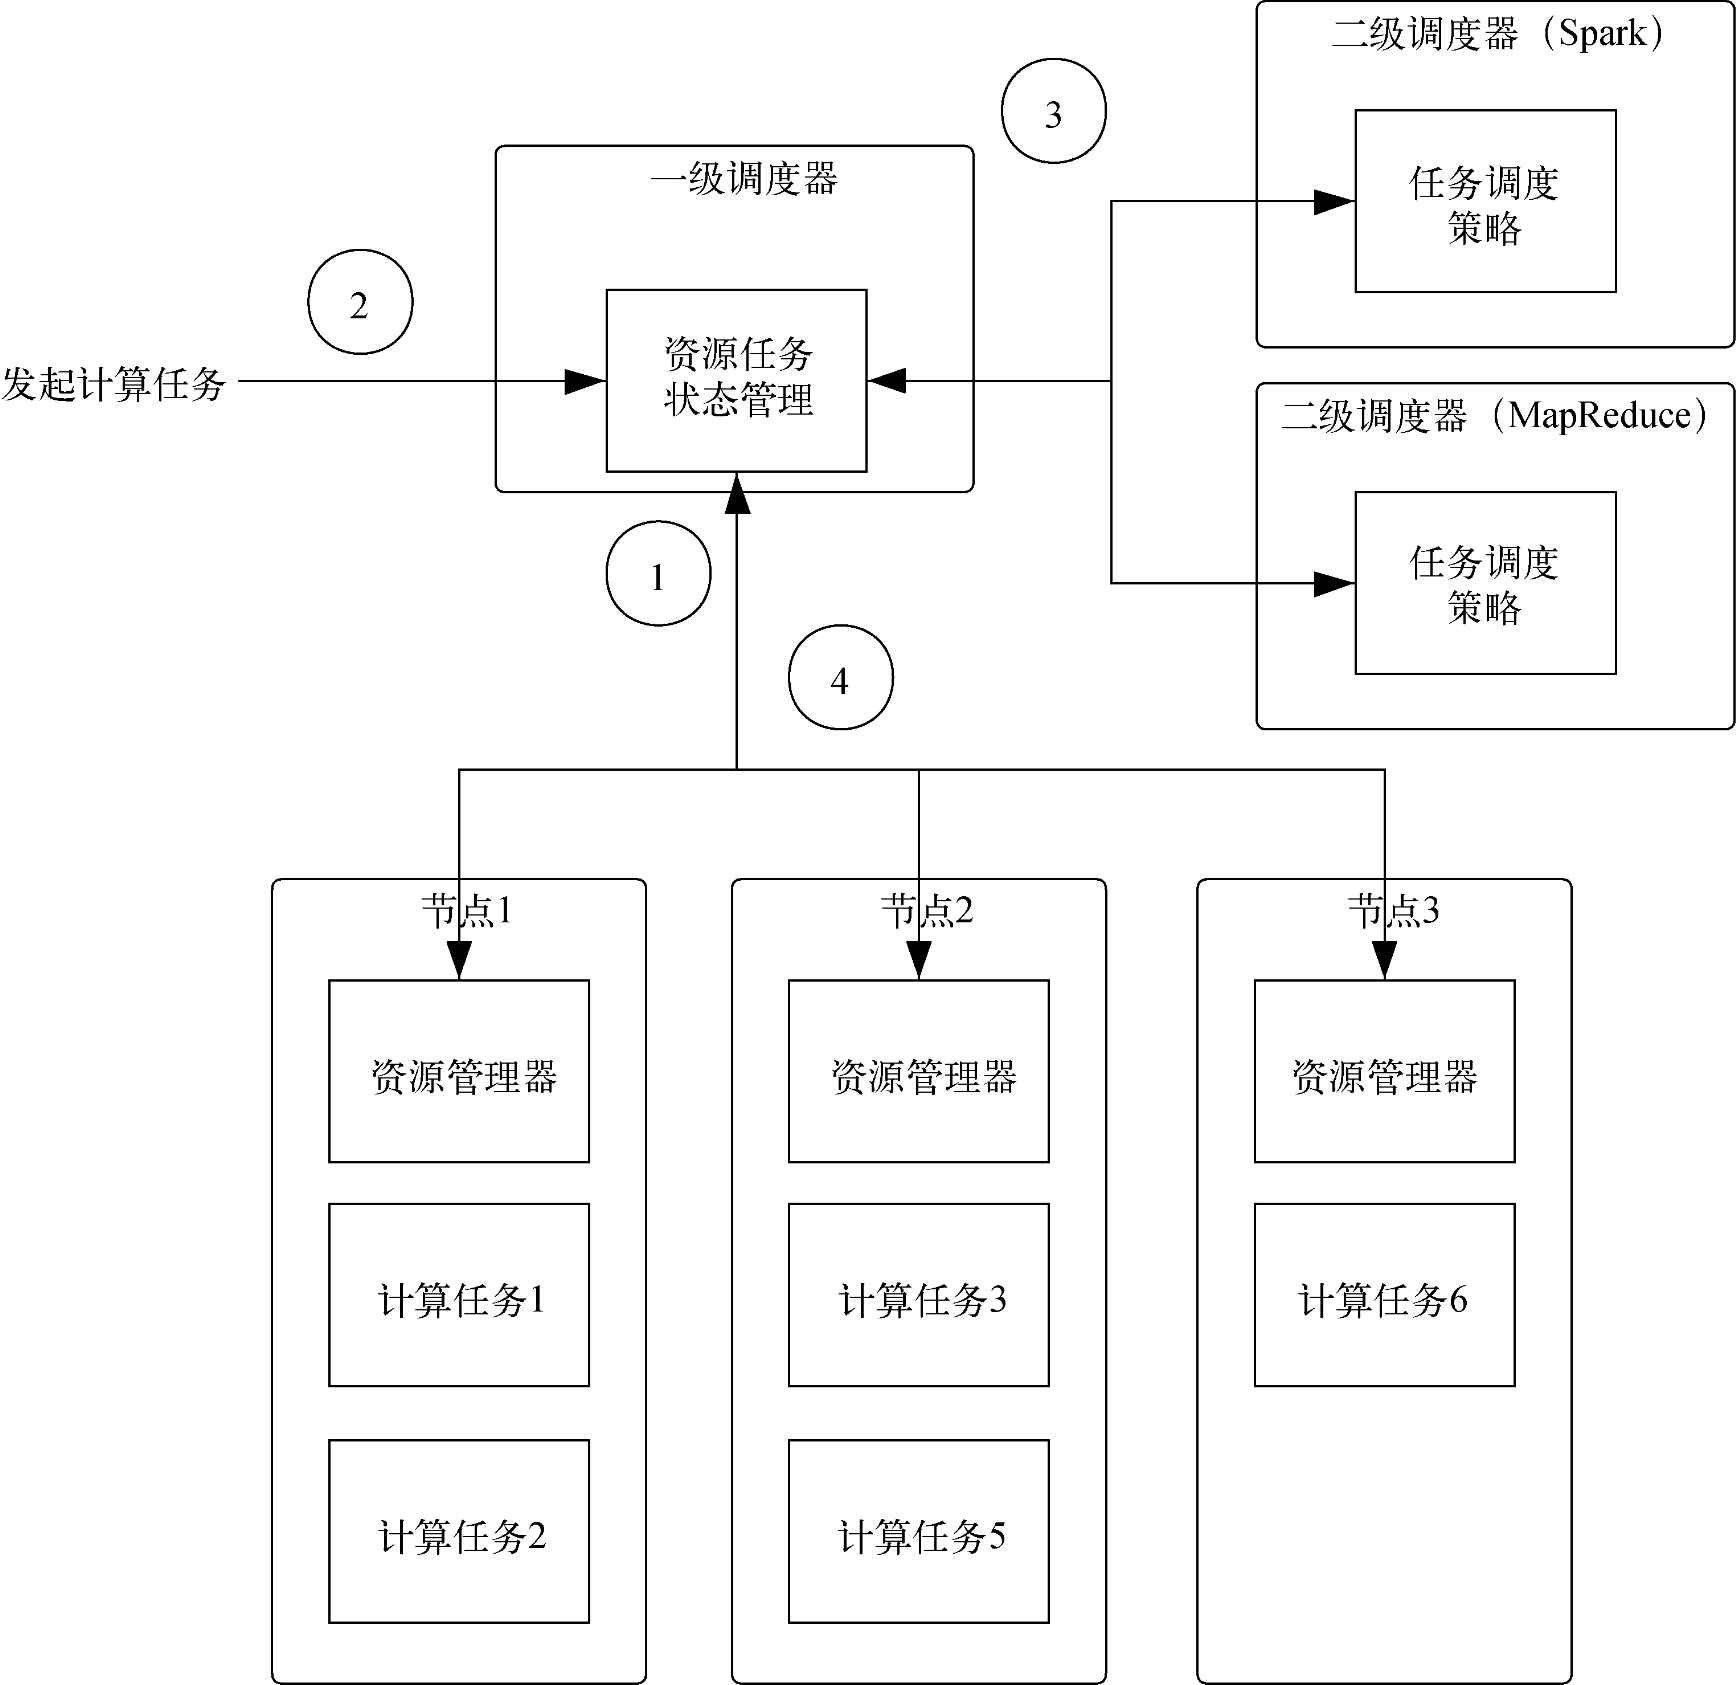 二级调度器（Spark）
3
任务调度
策略
一级调度器
2
资源任务
状态管理
发起计算任务
二级调度器（MapReduce）
任务调度
策略
1
4
节点1
节点2
节点3
资源管理器
资源管理器
资源管理器
计算任务1
计算任务3
计算任务6
计算任务2
计算任务5